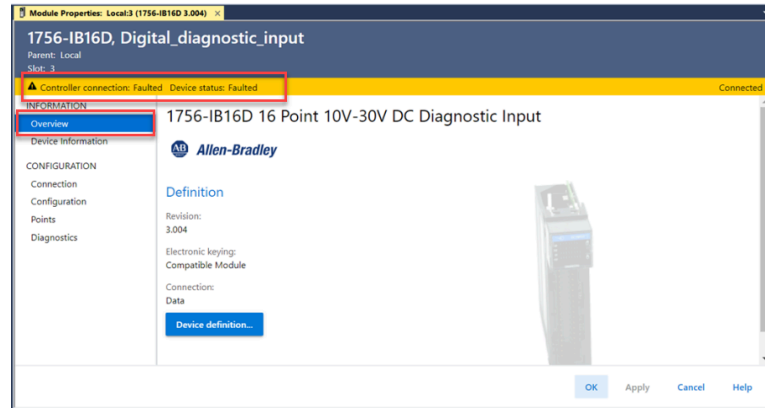 Module Properties: Local:3 (1756-IB16D 3.004) ×
1756-IB16D, Digital_diagnostic_input
Parent: Local
Slot: 3
Controller connection: Faulted Device status: Faulted Connected
INFORMATION
Overview
Device Information
CONFIGURATION
Connection
Configuration
Points
Diagnostics
1756-IB16D 16 Point 10V-30V DC Diagnostic Input
AB Allen-Bradley
Definition
Revision:
3.004
Electronic keying:
Compatible Module
Connection:
Data
Device definition...
OK Apply Cancel Help